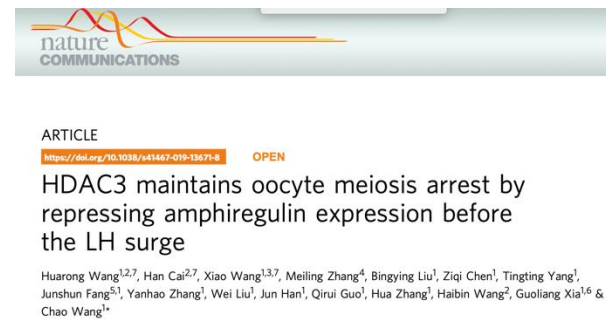 nature
COMMUNICATIONS
ARTICLE
https://doi.org/10.1038/s41467-019-13671-8 OPEN
HDAC3 maintains oocyte meiosis arrest by
repressing amphiregulin expression before
the LH surge
Huarong Wang1,2,7, Han Cai2,7, Xiao Wang1,3,7, Meiling Zhang4, Bingying Liu1, Ziqi Chen1, Tingting Yang1,
Junshun Fang5,1, Yanhao Zhang1, Wei Liu1, Jun Han1, Qirui Guo1, Hua Zhang1, Haibin Wang2, Guoliang Xia1,6 &
Chao Wang1*